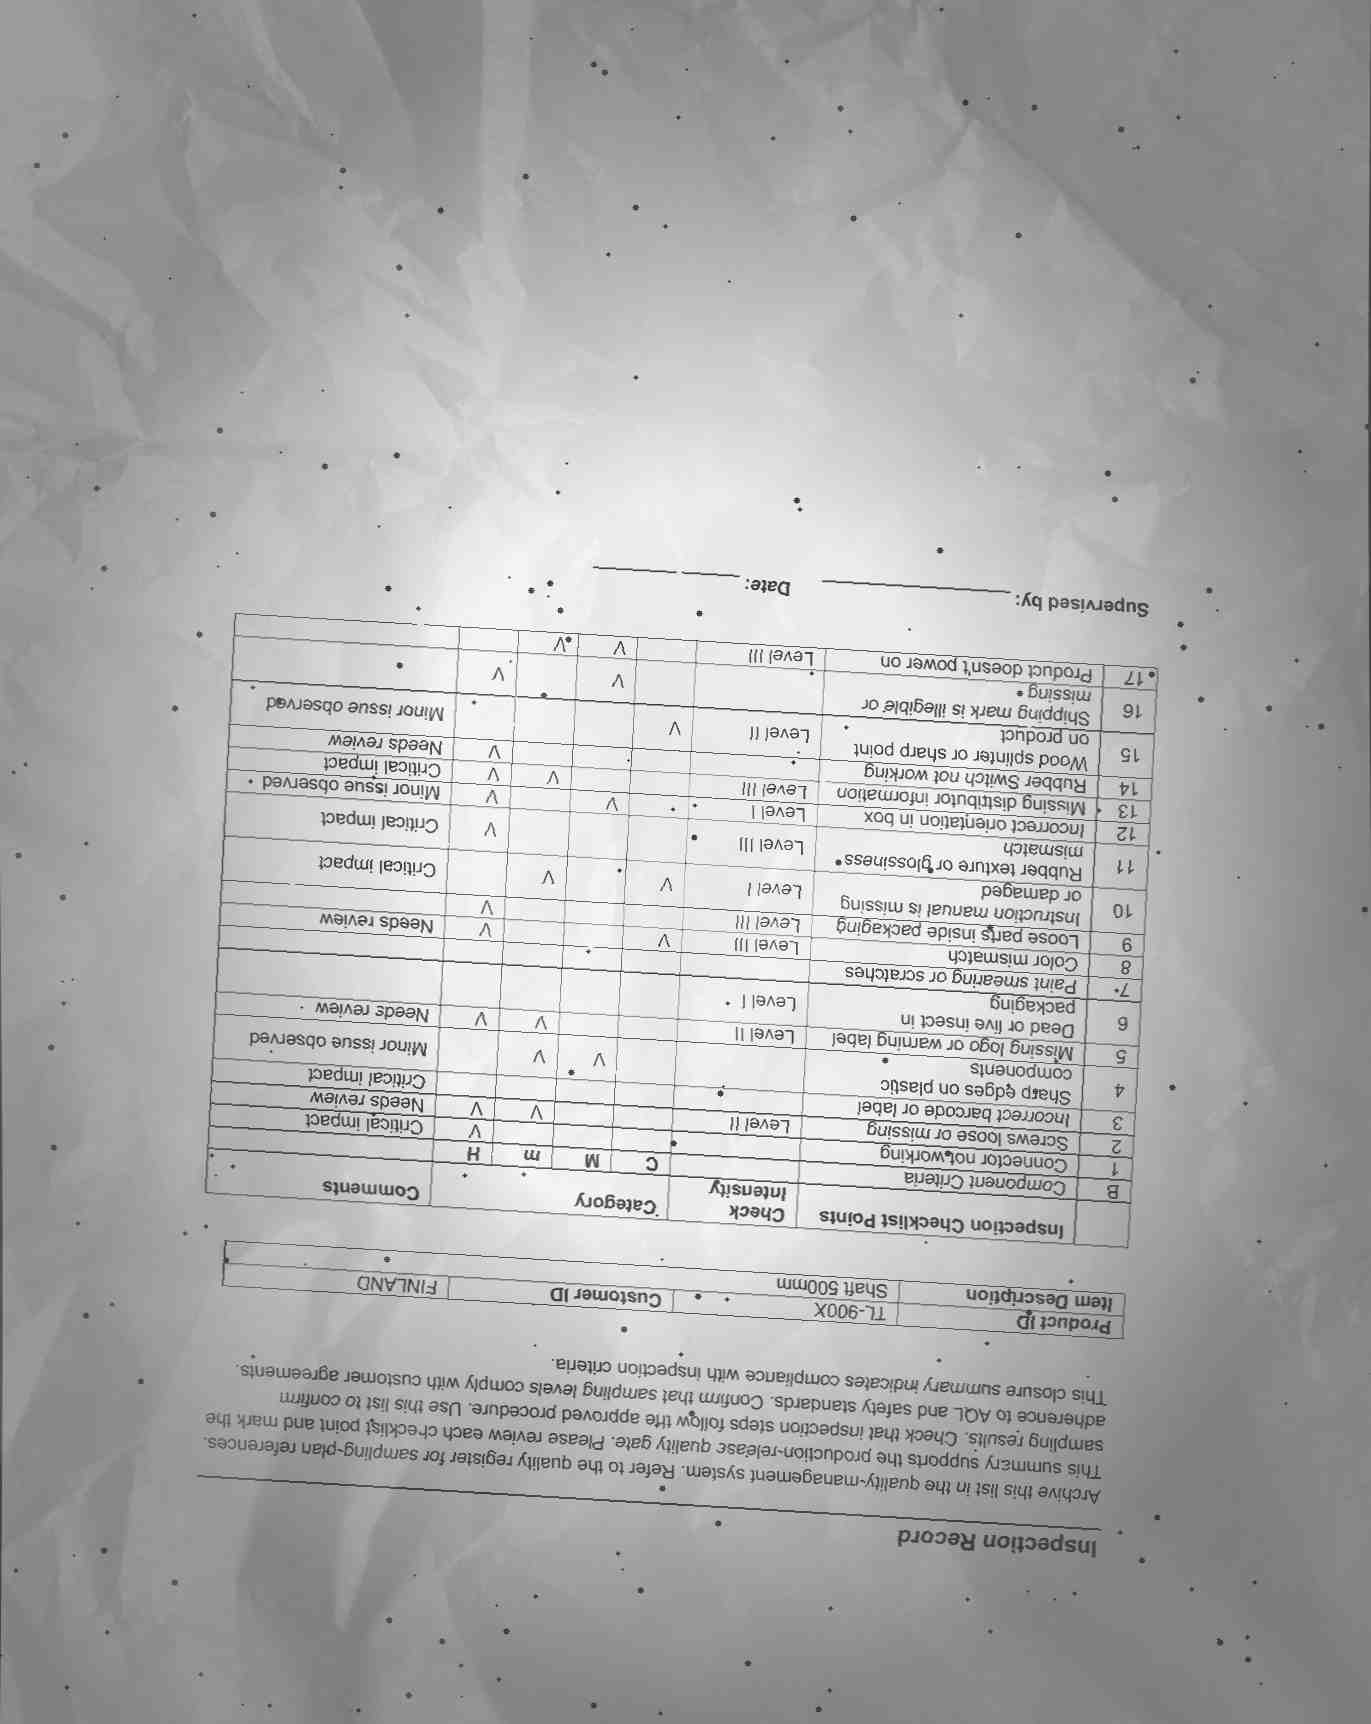 Inspection Record
Archive this list in the quality-management system. Refer to the quality register for sampling-plan references.
This summary supports the production-release quality gate. Please review each checklist point and mark the
sampling results. Check that inspection steps follow the approved procedure. Use this list to confirm
adherence to AQL and safety standards. Confirm that sampling levels comply with customer agreements.
This closure summary indicates compliance with inspection criteria.
Product ID TL-900X Customer ID FINLAND
Item Description Shaft 500mm
Inspection Checklist Points Check Intensity Category Comments
B Component Criteria C M m H
1 Connector not working V Critical impact
2 Screws loose or missing Level II V V Needs review
3 Incorrect barcode or label Critical impact
4 Sharp edges on plastic components V V Minor issue observed
5 Missing logo or warning label Level II V V Needs review
6 Dead or live insect in packaging Level I
7 Paint smearing or scratches
8 Color mismatch Level III V V Needs review
9 Loose parts inside packaging Level III V
10 Instruction manual is missing or damaged Level I V V Critical impact
11 Rubber texture or glossiness mismatch Level III V Critical impact
12 Incorrect orientation in box Level I V V Minor issue observed
13 Missing distributor information Level III V V Critical impact
14 Rubber Switch not working V Needs review
15 Wood splinter or sharp point on product Level II V Minor issue observed
16 Shipping mark is illegible or missing V V
17 Product doesn't power on Level III V V
Supervised by: Date: